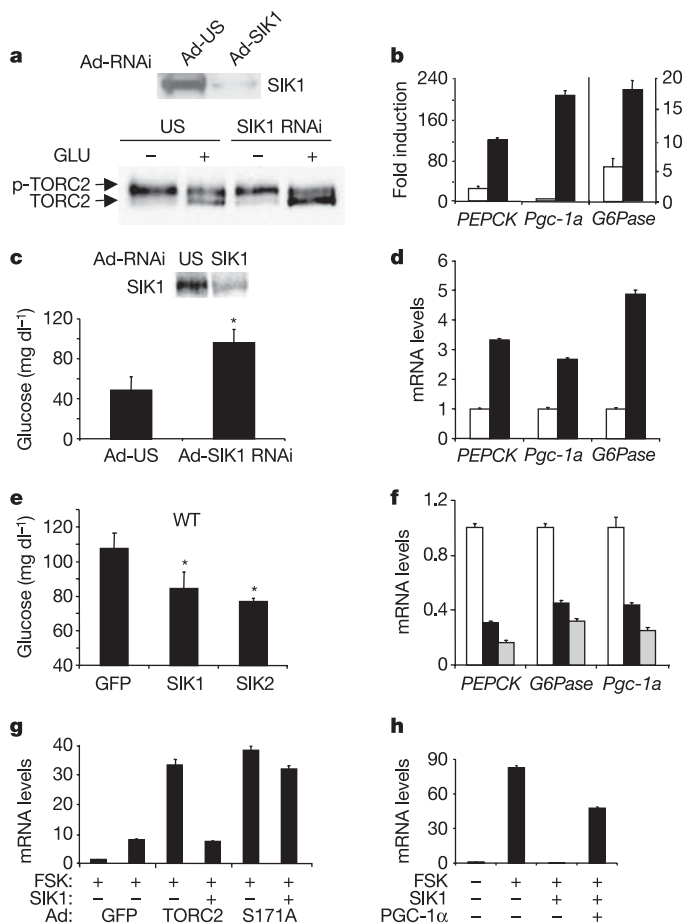 a
Ad-RNAi
Ad-US
Ad-SIK1
SIK1
US SIK1 RNAi
GLU − + − +
p-TORC2
TORC2
b
Fold induction
240
160
80
0
20
15
10
5
0
PEPCK Pgc-1a G6Pase
c
Ad-RNAi US SIK1
SIK1
Glucose (mg dl−1)
120
80
40
0
Ad-US Ad-SIK1 RNAi
d
mRNA levels
6
5
4
3
2
1
0
PEPCK Pgc-1a G6Pase
e
WT
Glucose (mg dl−1)
120
100
80
60
40
GFP SIK1 SIK2
* *
f
mRNA levels
1.2
0.8
0.4
0
PEPCK G6Pase Pgc-1a
g
mRNA levels
40
30
20
10
0
FSK: + + + + + +
SIK1: + +
Ad: GFP TORC2 S171A
h
mRNA levels
90
60
30
0
FSK − + + +
SIK1 − − + +
PGC-1α − − − +